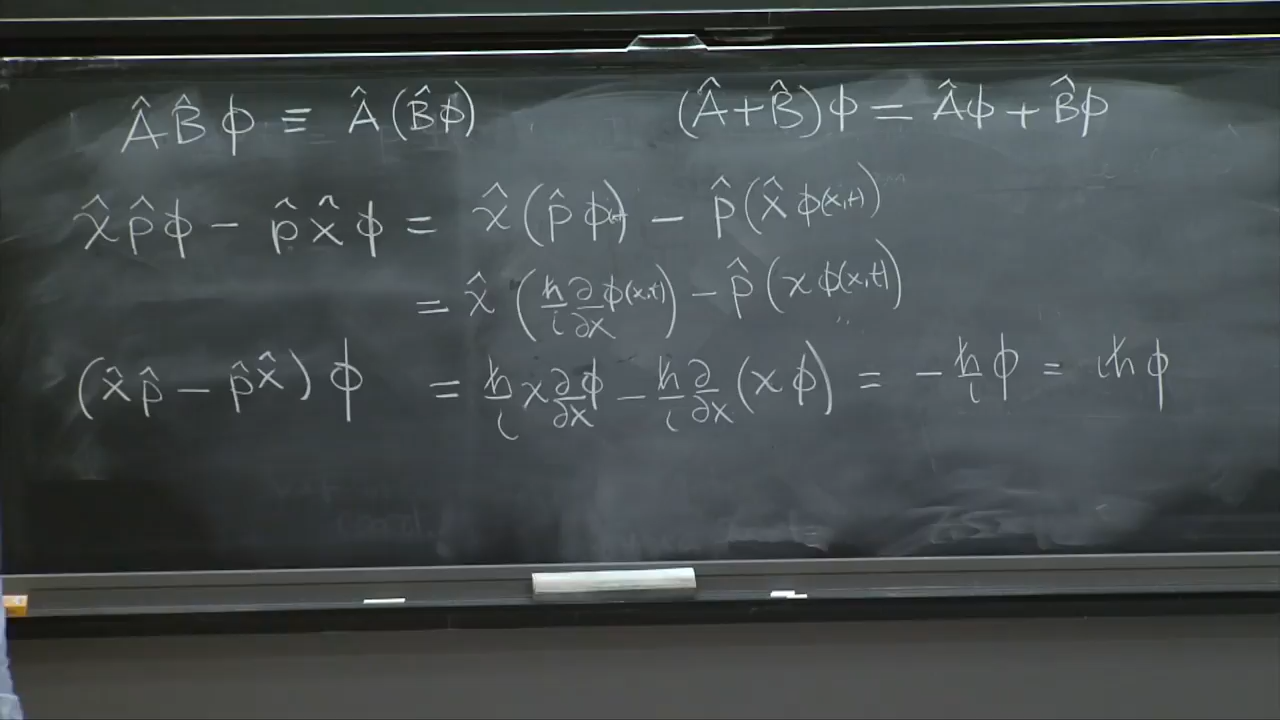 ÂB̂ϕ ≡ Â(B̂ϕ) (Â+B̂)ϕ = Âϕ + B̂ϕ
x̂p̂ϕ − p̂x̂ϕ = x̂(p̂ϕ) − p̂(x̂ϕ(x,t))
= x̂(ħ/i ∂/∂x ϕ(x,t)) − p̂(xϕ(x,t))
(x̂p̂ − p̂x̂)ϕ = ħ/i x ∂/∂x ϕ − ħ/i ∂/∂x (xϕ) = −ħ/i ϕ = iħϕ